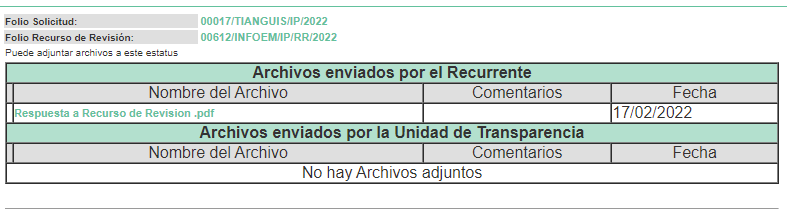 Folio Solicitud: 00017/TIANGUIS/IP/2022
Folio Recurso de Revisión: 00612/INFOEM/IP/RR/2022
Puede adjuntar archivos a este estatus
Archivos enviados por el Recurrente
Nombre del Archivo Comentarios Fecha
Respuesta a Recurso de Revision .pdf 17/02/2022
Archivos enviados por la Unidad de Transparencia
Nombre del Archivo Comentarios Fecha
No hay Archivos adjuntos